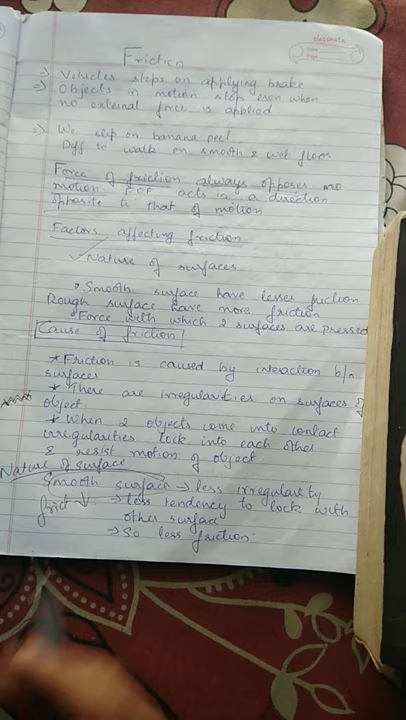 classmate
Date
Page
Friction
=> Vehicles stops on applying brake
=> Objects in motion stop even when
no external force is applied
=> We slip on banana peel
Diff to walk on smooth & wet floor
Force of friction always opposes
motion. FOF acts in a direction
opposite to that of motion
Factors affecting friction
Nature of surfaces
• Smooth surface have lesser friction
Rough surface have more friction
• Force with which 2 surfaces are pressed
Cause of friction
* Friction is caused by interaction b/n
surfaces
* There are irregularities on surfaces of
object
* When 2 objects come into contact
irregularities lock into each other
& resist motion of object
Nature of surface
Smooth surface → less irregularity
frict ↓ → less tendency to lock with
other surface
→ So less friction